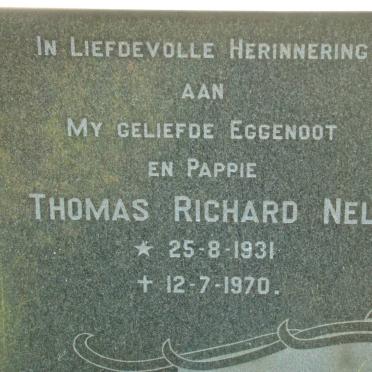 In Liefdevolle Herinnering
aan
My geliefde Eggenoot
en Pappie
Thomas Richard Nel
★ 25-8-1931
✝ 12-7-1970.